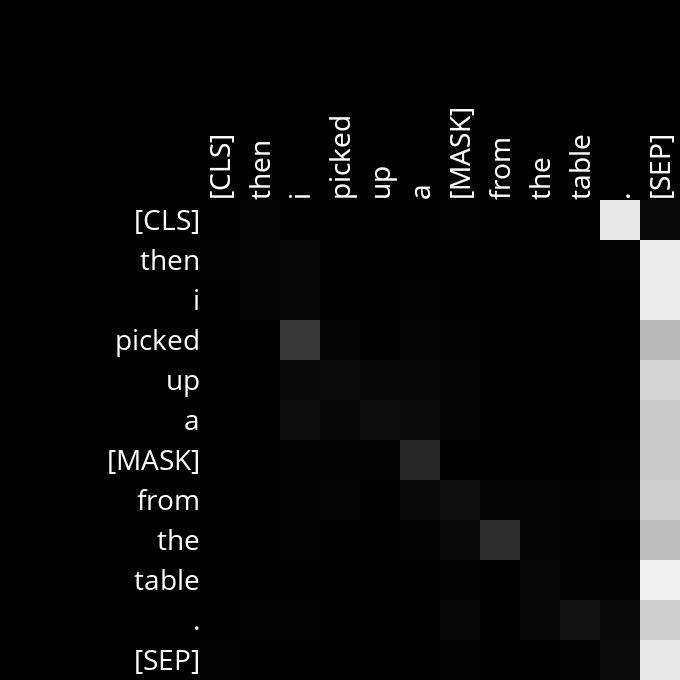 [CLS] then i picked up a [MASK] from the table . [SEP]
[CLS]
then
i
picked
up
a
[MASK]
from
the
table
.
[SEP]